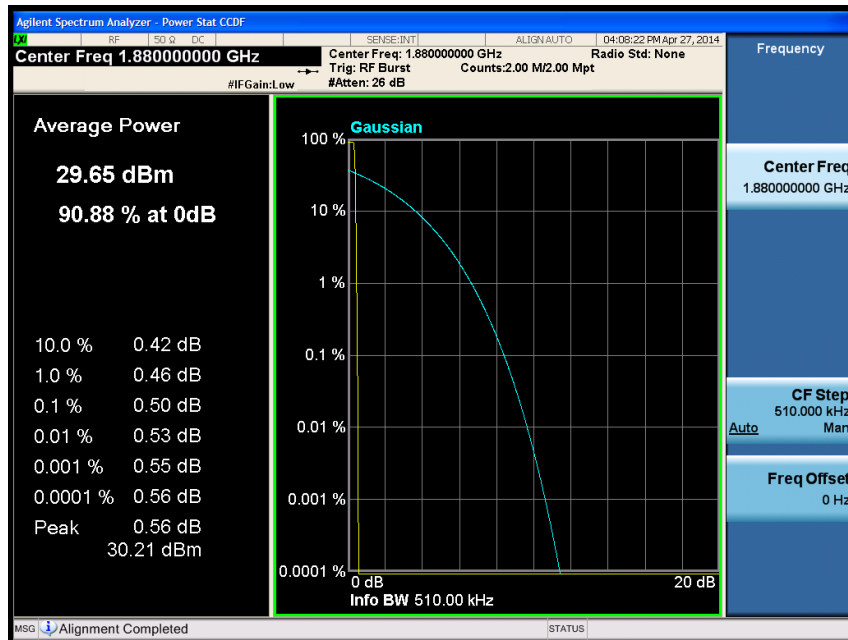 Agilent Spectrum Analyzer - Power Stat CCDF
LXI RF 50 Ω DC SENSE:INT ALIGN AUTO 04:08:22 PM Apr 27, 2014
Center Freq 1.880000000 GHz
Center Freq: 1.880000000 GHz Radio Std: None
Trig: RF Burst Counts:2.00 M/2.00 Mpt
#IFGain:Low #Atten: 26 dB
Average Power
29.65 dBm
90.88 % at 0dB
10.0 % 0.42 dB
1.0 % 0.46 dB
0.1 % 0.50 dB
0.01 % 0.53 dB
0.001 % 0.55 dB
0.0001 % 0.56 dB
Peak 0.56 dB
30.21 dBm
Gaussian
100 %
10 %
1 %
0.1 %
0.01 %
0.001 %
0.0001 %
0 dB 20 dB
Info BW 510.00 kHz
Frequency
Center Freq
1.880000000 GHz
CF Step
510.000 kHz
Auto Man
Freq Offset
0 Hz
MSG Alignment Completed STATUS